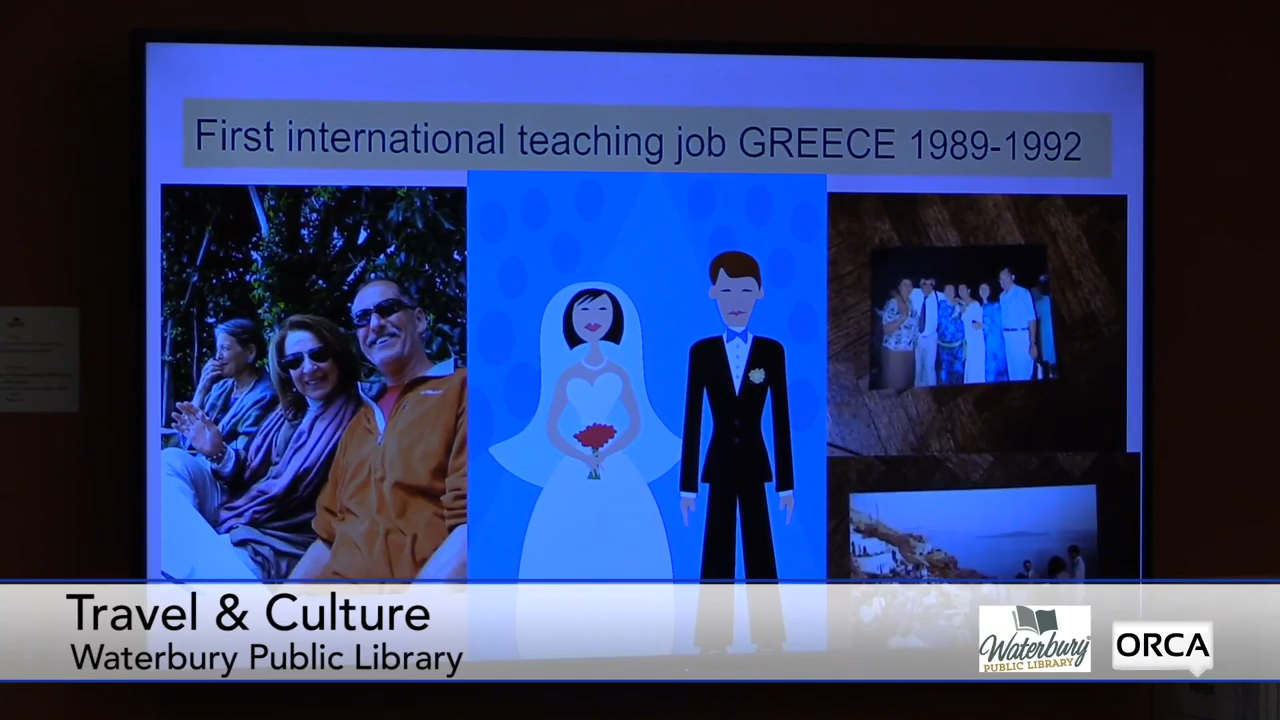 First international teaching job GREECE 1989-1992
Travel & Culture
Waterbury Public Library
Waterbury
PUBLIC LIBRARY
ORCA